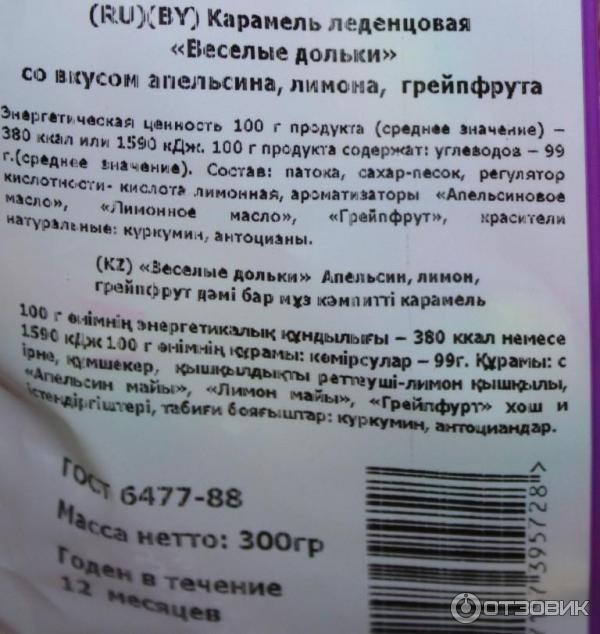 (RU)(BY) Карамель леденцовая
«Веселые дольки»
со вкусом апельсина, лимона, грейпфрута
Энергетическая ценность 100 г продукта (среднее значение) –
380 ккал или 1590 кДж. 100 г продукта содержат: углеводов – 99
г.(среднее значение). Состав: патока, сахар-песок, регулятор
кислотности- кислота лимонная, ароматизаторы «Апельсиновое
масло», «Лимонное масло», «Грейпфрут», красители
натуральные: куркумин, антоцианы.
(KZ) «Веселые дольки» Апельсин, лимон,
грейпфрут дәмі бар мұз кәмпитті карамель
100 г өнімнің энергетикалық құндылығы – 380 ккал немесе
1590 кДж 100 г өнімнің құрамы: көмірсулар – 99г. Құрамы: с
ірне, құмшекер, қышқылдықты реттеуші-лимон қышқылы,
«Апельсин майы», «Лимон майы», «Грейпфурт» хош и
істендіргіштері, табиғи бояғыштар: куркумин, антоциандар.
ГОСТ 6477-88
Масса нетто: 300гр
Годен в течение
12 месяцев
395728
ОТЗОВИК